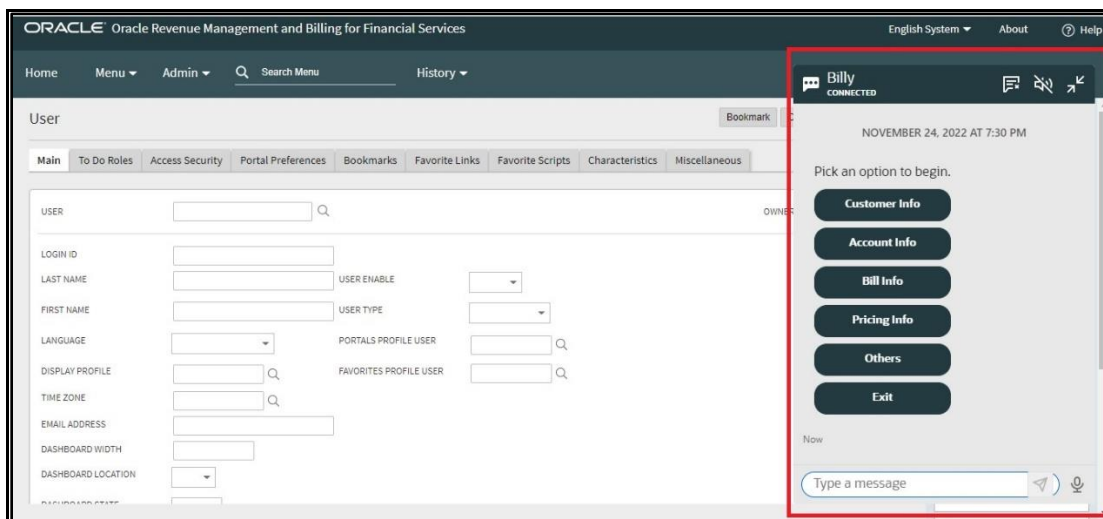 ORACLE Oracle Revenue Management and Billing for Financial Services
English System About Help
Home Menu Admin Search Menu History
User
Bookmark
Main To Do Roles Access Security Portal Preferences Bookmarks Favorite Links Favorite Scripts Characteristics Miscellaneous
USER
LOGIN ID
LAST NAME USER ENABLE
FIRST NAME USER TYPE
LANGUAGE PORTALS PROFILE USER
DISPLAY PROFILE FAVORITES PROFILE USER
TIME ZONE
EMAIL ADDRESS
DASHBOARD WIDTH
DASHBOARD LOCATION
Billy
CONNECTED
NOVEMBER 24, 2022 AT 7:30 PM
Pick an option to begin.
Customer Info
Account Info
Bill Info
Pricing Info
Others
Exit
Now
Type a message